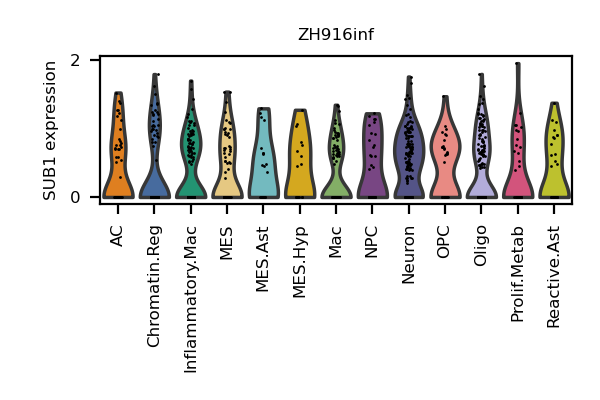 ZH916inf
SUB1 expression
2
0
AC
Chromatin.Reg
Inflammatory.Mac
MES
MES.Ast
MES.Hyp
Mac
NPC
Neuron
OPC
Oligo
Prolif.Metab
Reactive.Ast